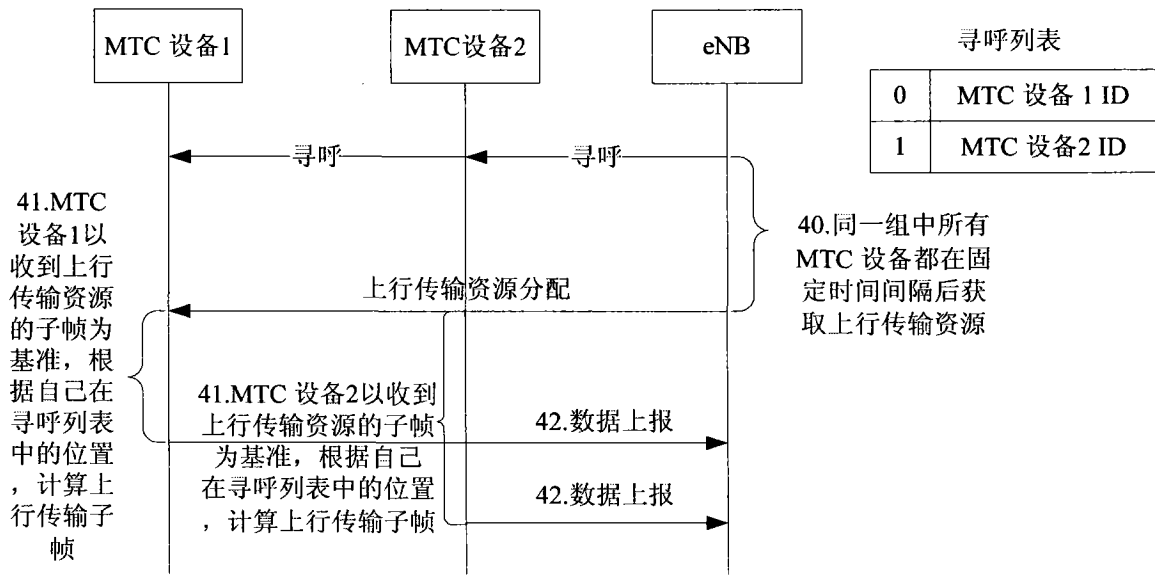 MTC 设备1
MTC设备2
eNB
寻呼列表
0 MTC 设备 1 ID
1 MTC 设备2 ID
寻呼
寻呼
40.同一组中所有
MTC 设备都在固
定时间间隔后获
取上行传输资源
上行传输资源分配
41.MTC
设备1以
收到上行
传输资源
的子帧为
基准，根
据自己在
寻呼列表
中的位置
，计算上
行传输子
帧
41.MTC 设备2以收到
上行传输资源的子帧
为基准，根据自己
在寻呼列表中的位置
，计算上行传输子帧
42.数据上报
42.数据上报